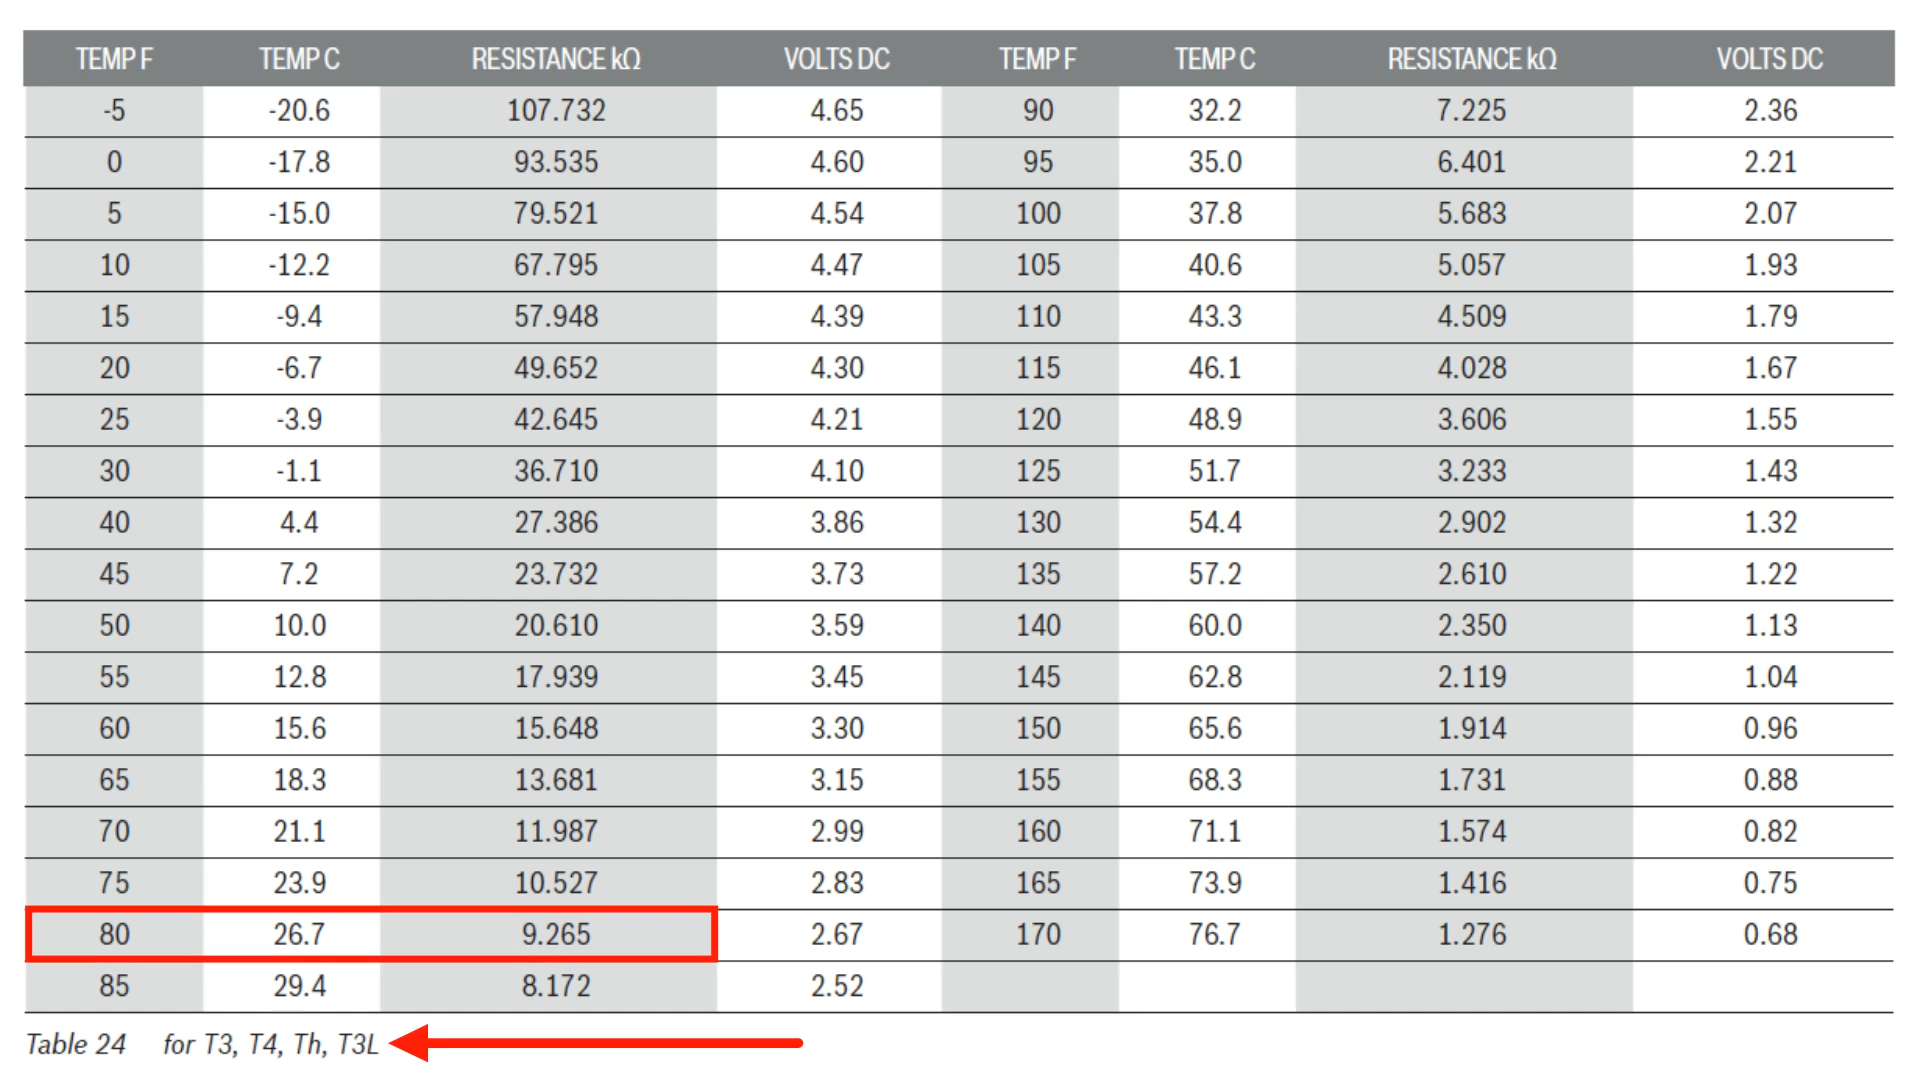 TEMP F TEMP C RESISTANCE kΩ VOLTS DC TEMP F TEMP C RESISTANCE kΩ VOLTS DC
-5 -20.6 107.732 4.65 90 32.2 7.225 2.36
0 -17.8 93.535 4.60 95 35.0 6.401 2.21
5 -15.0 79.521 4.54 100 37.8 5.683 2.07
10 -12.2 67.795 4.47 105 40.6 5.057 1.93
15 -9.4 57.948 4.39 110 43.3 4.509 1.79
20 -6.7 49.652 4.30 115 46.1 4.028 1.67
25 -3.9 42.645 4.21 120 48.9 3.606 1.55
30 -1.1 36.710 4.10 125 51.7 3.233 1.43
40 4.4 27.386 3.86 130 54.4 2.902 1.32
45 7.2 23.732 3.73 135 57.2 2.610 1.22
50 10.0 20.610 3.59 140 60.0 2.350 1.13
55 12.8 17.939 3.45 145 62.8 2.119 1.04
60 15.6 15.648 3.30 150 65.6 1.914 0.96
65 18.3 13.681 3.15 155 68.3 1.731 0.88
70 21.1 11.987 2.99 160 71.1 1.574 0.82
75 23.9 10.527 2.83 165 73.9 1.416 0.75
80 26.7 9.265 2.67 170 76.7 1.276 0.68
85 29.4 8.172 2.52
Table 24 for T3, T4, Th, T3L